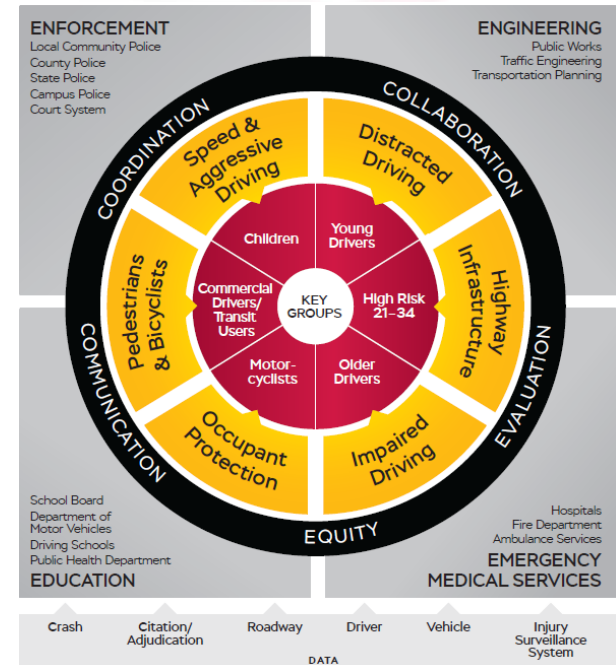 ENFORCEMENT
Local Community Police
County Police
State Police
Campus Police
Court System
ENGINEERING
Public Works
Traffic Engineering
Transportation Planning
COORDINATION
COLLABORATION
EVALUATION
EQUITY
COMMUNICATION
Speed &
Aggressive
Driving
Distracted
Driving
Highway
Infrastructure
Impaired
Driving
Occupant
Protection
Pedestrians
& Bicyclists
Children
Young
Drivers
High Risk
21–34
Older
Drivers
Motor-
cyclists
Commercial
Drivers/
Transit
Users
KEY
GROUPS
School Board
Department of
Motor Vehicles
Driving Schools
Public Health Department
EDUCATION
Hospitals
Fire Department
Ambulance Services
EMERGENCY
MEDICAL SERVICES
Crash
Citation/
Adjudication
Roadway
Driver
Vehicle
Injury
Surveillance
System
DATA